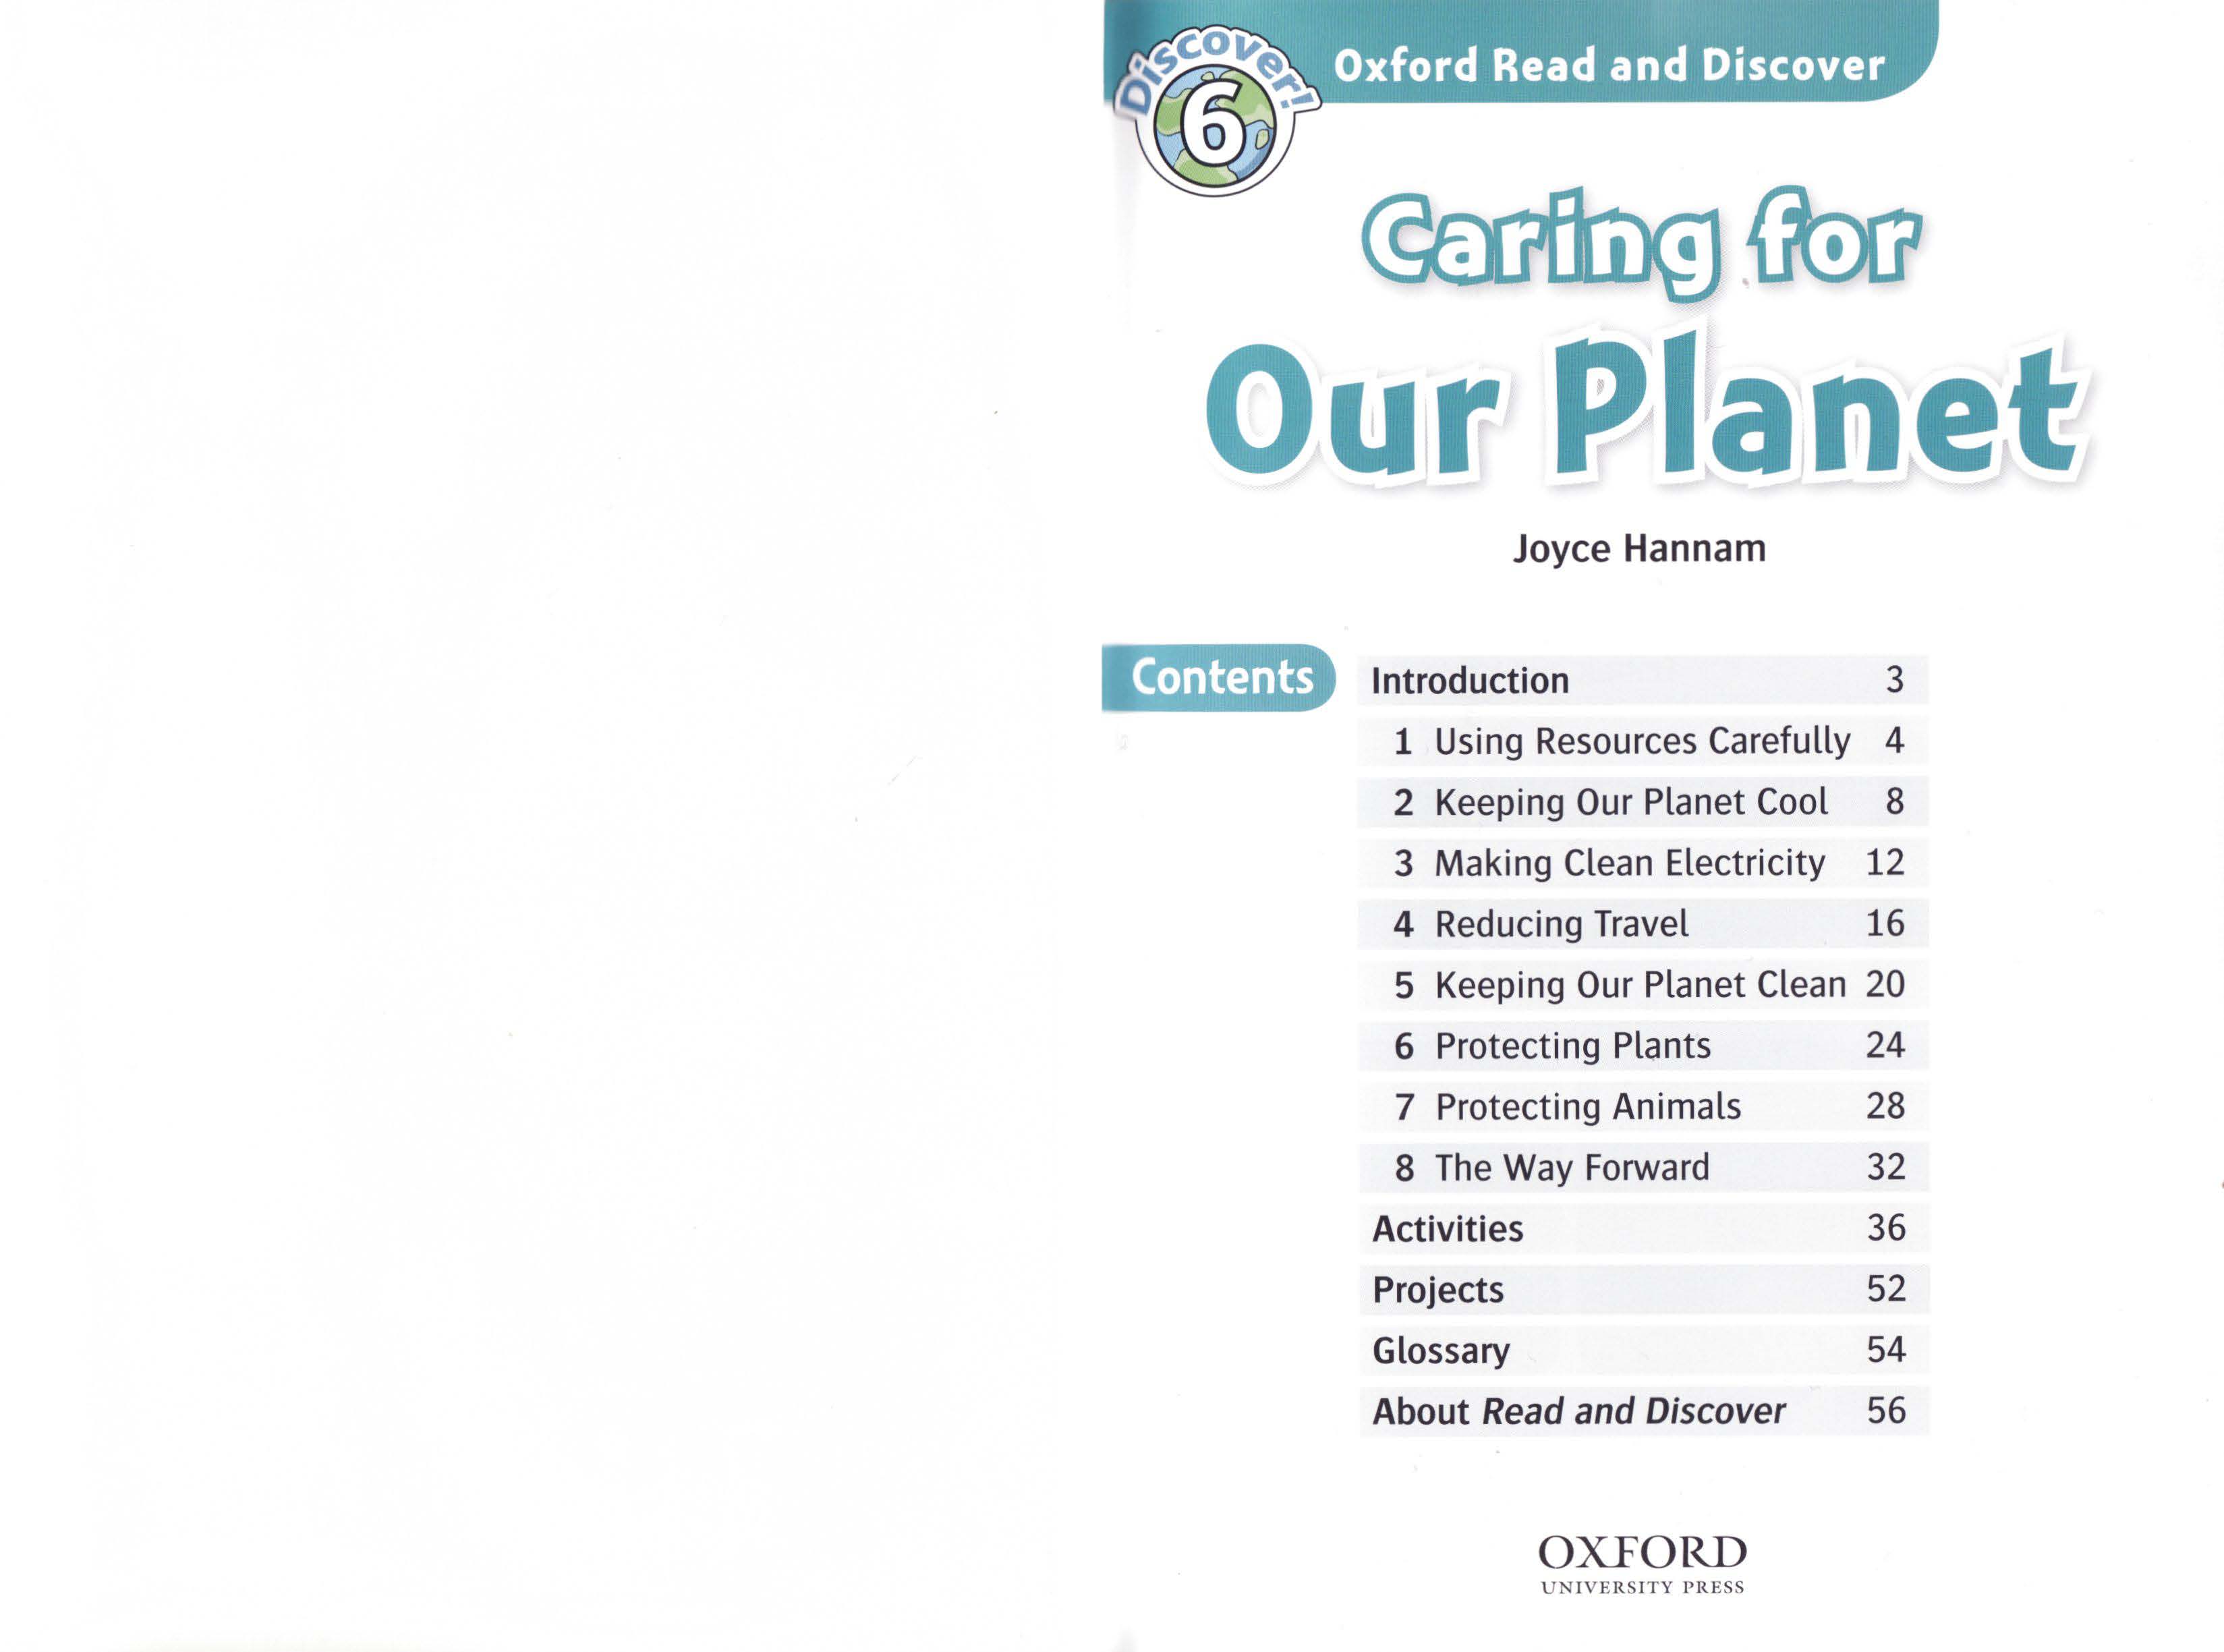 Discover!
6
Oxford Read and Discover
Caring for
Our Planet
Joyce Hannam
Contents
Introduction 3
1 Using Resources Carefully 4
2 Keeping Our Planet Cool 8
3 Making Clean Electricity 12
4 Reducing Travel 16
5 Keeping Our Planet Clean 20
6 Protecting Plants 24
7 Protecting Animals 28
8 The Way Forward 32
Activities 36
Projects 52
Glossary 54
About Read and Discover 56
OXFORD
UNIVERSITY PRESS